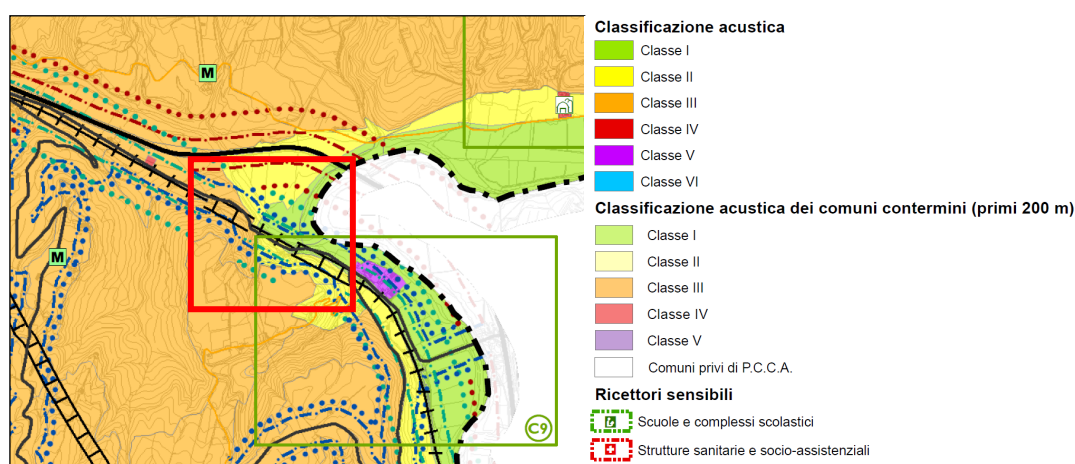 M
M
C9
Classificazione acustica
Classe I
Classe II
Classe III
Classe IV
Classe V
Classe VI
Classificazione acustica dei comuni contermini (primi 200 m)
Classe I
Classe II
Classe III
Classe IV
Classe V
Comuni privi di P.C.C.A.
Ricettori sensibili
Scuole e complessi scolastici
Strutture sanitarie e socio-assistenziali